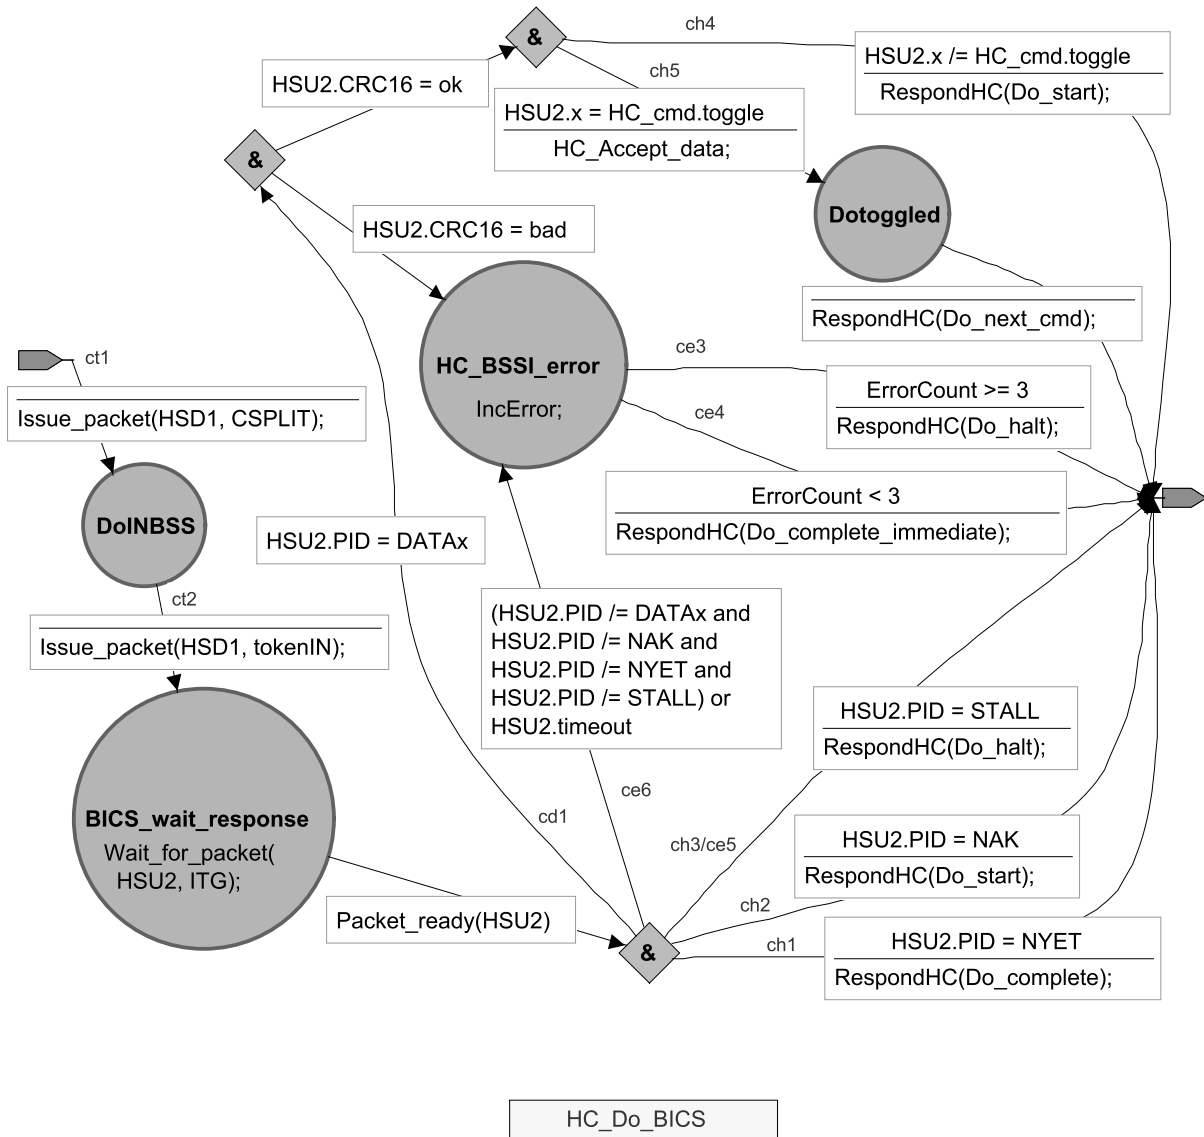 ch4
&
HSU2.x /= HC_cmd.toggle
RespondHC(Do_start);
ch5
HSU2.CRC16 = ok
HSU2.x = HC_cmd.toggle
HC_Accept_data;
&
Dotoggled
HSU2.CRC16 = bad
RespondHC(Do_next_cmd);
ct1
ce3
HC_BSSI_error
IncError;
Issue_packet(HSD1, CSPLIT);
ErrorCount >= 3
RespondHC(Do_halt);
ce4
ErrorCount < 3
RespondHC(Do_complete_immediate);
DoINBSS
HSU2.PID = DATAx
ct2
(HSU2.PID /= DATAx and
HSU2.PID /= NAK and
HSU2.PID /= NYET and
HSU2.PID /= STALL) or
HSU2.timeout
Issue_packet(HSD1, tokenIN);
HSU2.PID = STALL
RespondHC(Do_halt);
ce6
cd1
ch3/ce5
BICS_wait_response
Wait_for_packet(
HSU2, ITG);
HSU2.PID = NAK
RespondHC(Do_start);
ch2
Packet_ready(HSU2)
&
ch1
HSU2.PID = NYET
RespondHC(Do_complete);
HC_Do_BICS